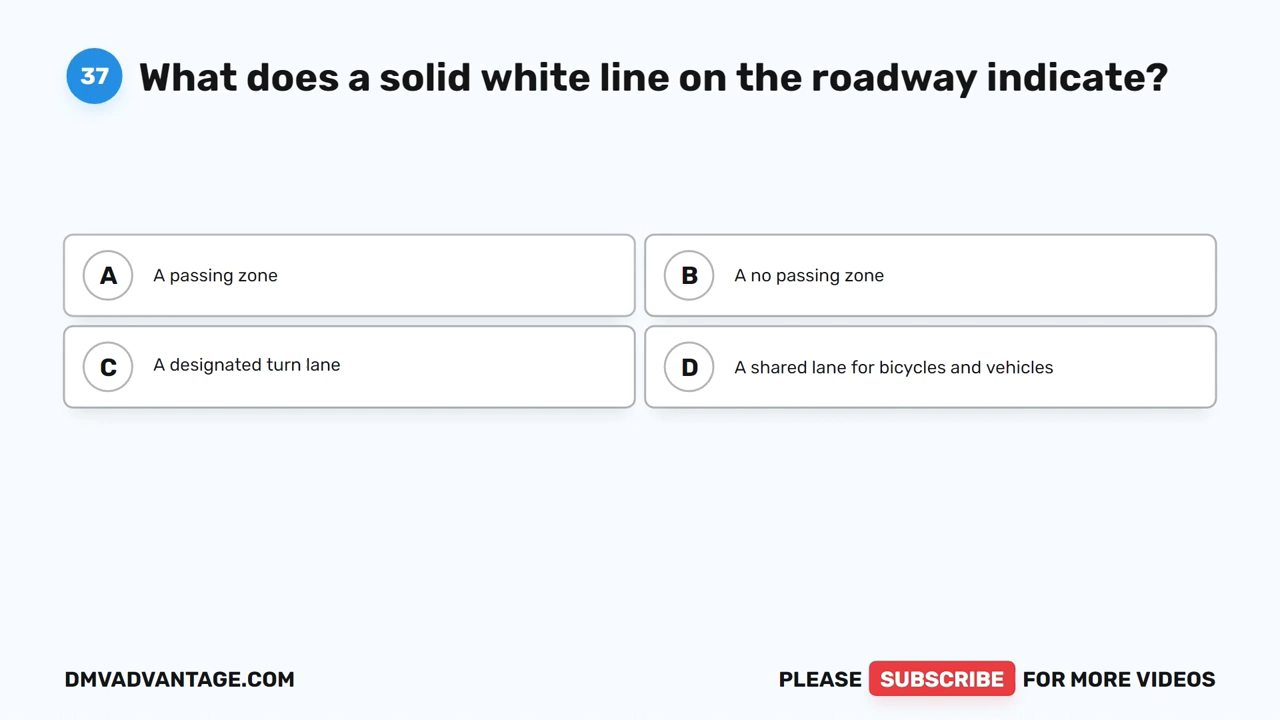 37 What does a solid white line on the roadway indicate?
A A passing zone
B A no passing zone
C A designated turn lane
D A shared lane for bicycles and vehicles
DMVADVANTAGE.COM
PLEASE SUBSCRIBE FOR MORE VIDEOS